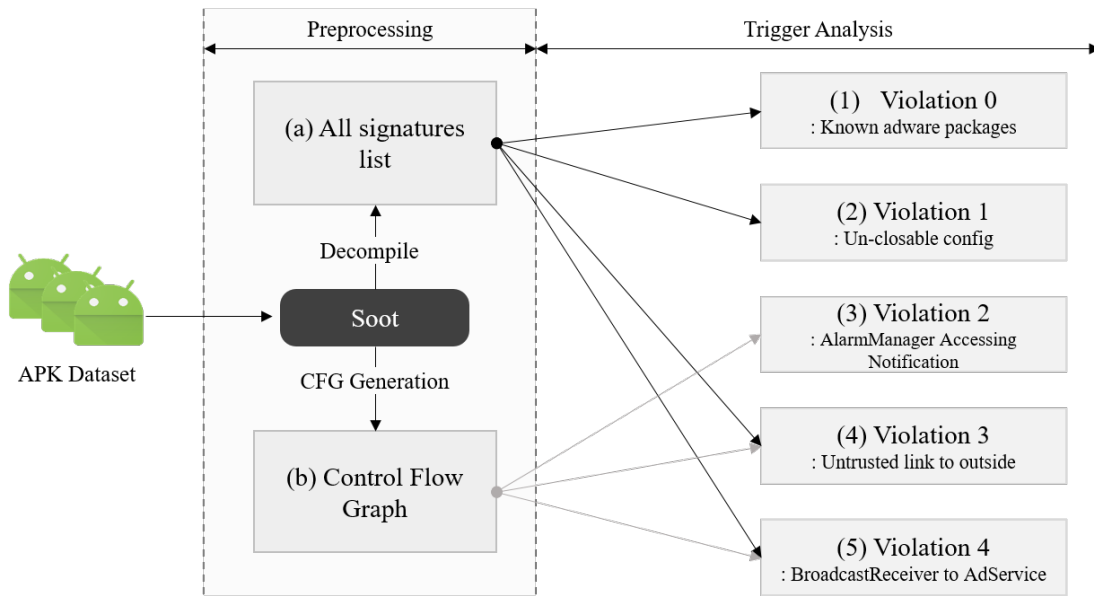 Preprocessing
Trigger Analysis
(a) All signatures
list
Decompile
Soot
CFG Generation
(b) Control Flow
Graph
APK Dataset
(1) Violation 0
: Known adware packages
(2) Violation 1
: Un-closable config
(3) Violation 2
: AlarmManager Accessing
Notification
(4) Violation 3
: Untrusted link to outside
(5) Violation 4
: BroadcastReceiver to AdService